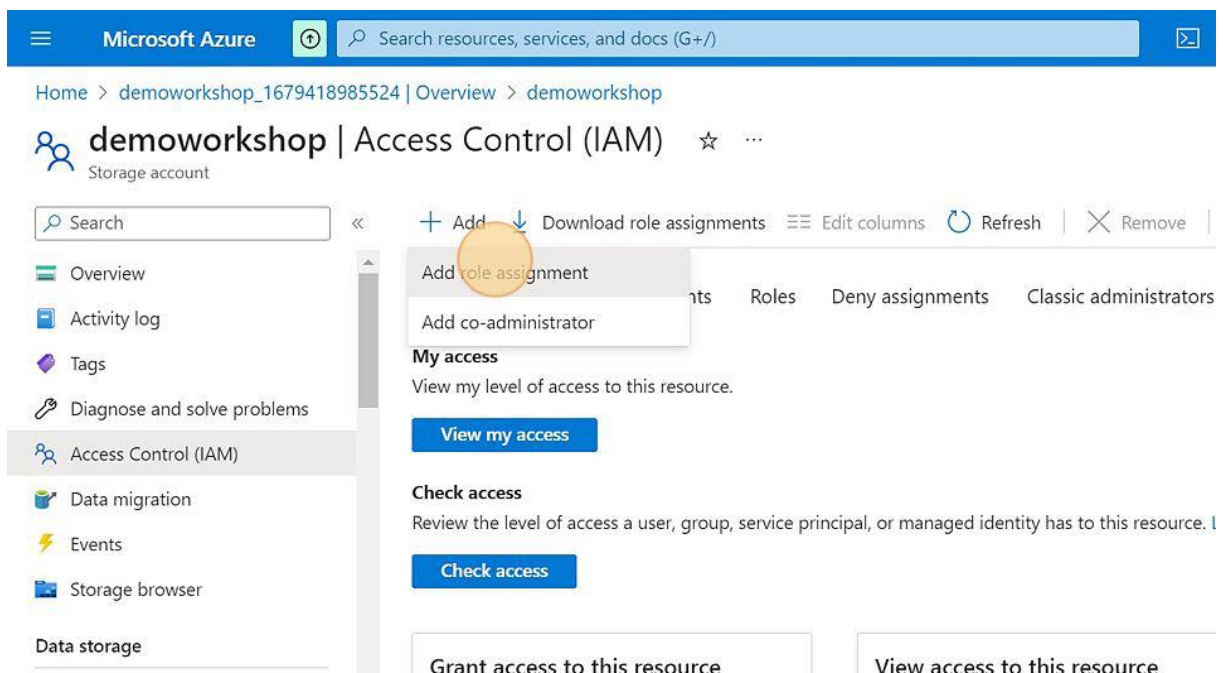 Microsoft Azure Search resources, services, and docs (G+/)
Home > demoworkshop_1679418985524 | Overview > demoworkshop
demoworkshop | Access Control (IAM) ☆ ...
Storage account
Search « + Add Download role assignments Edit columns Refresh Remove
Overview
Activity log
Tags
Diagnose and solve problems
Access Control (IAM)
Data migration
Events
Storage browser
Data storage
Add role assignment
Add co-administrator
Roles Deny assignments Classic administrators
My access
View my level of access to this resource.
View my access
Check access
Review the level of access a user, group, service principal, or managed identity has to this resource.
Check access
Grant access to this resource
View access to this resource